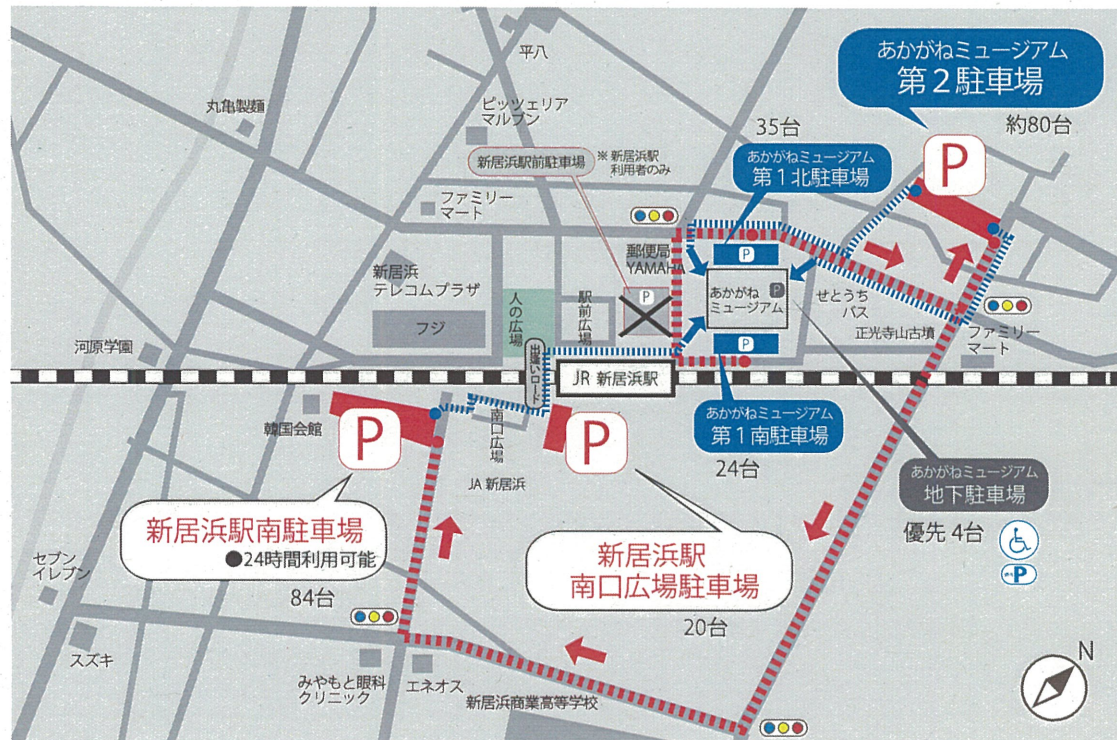 平八
あかがねミュージアム
第2駐車場
約80台
丸亀製麺
ピッツェリア
マルブン
35台
新居浜駅前駐車場
※ 新居浜駅
利用者のみ
あかがねミュージアム
第1北駐車場
P
ファミリー
マート
郵便局
YAMAHA
P
P
新居浜
テレコムプラザ
人の広場
駅前広場
あかがね
ミュージアム
P
せとうち
バス
フジ
正光寺山古墳
ファミリー
マート
P
河原学園
出逢いロード
JR 新居浜駅
あかがねミュージアム
第1南駐車場
24台
韓国会館
P
南口広場
P
JA 新居浜
あかがねミュージアム
地下駐車場
優先 4台
P
新居浜駅南駐車場
●24時間利用可能
84台
新居浜駅
南口広場駐車場
20台
セブン
イレブン
スズキ
みやもと眼科
クリニック
エネオス
新居浜商業高等学校
N